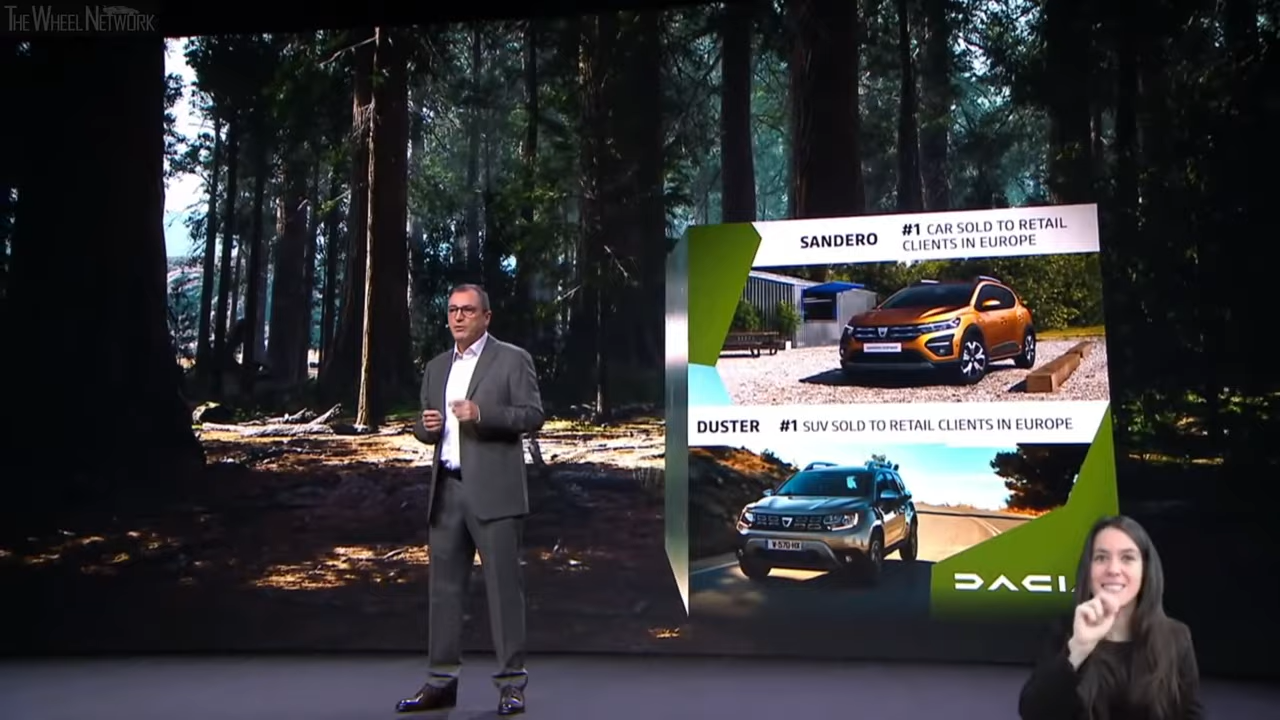 THE WHEEL NETWORK
SANDERO
#1 CAR SOLD TO RETAIL
CLIENTS IN EUROPE
DUSTER #1 SUV SOLD TO RETAIL CLIENTS IN EUROPE
DACI